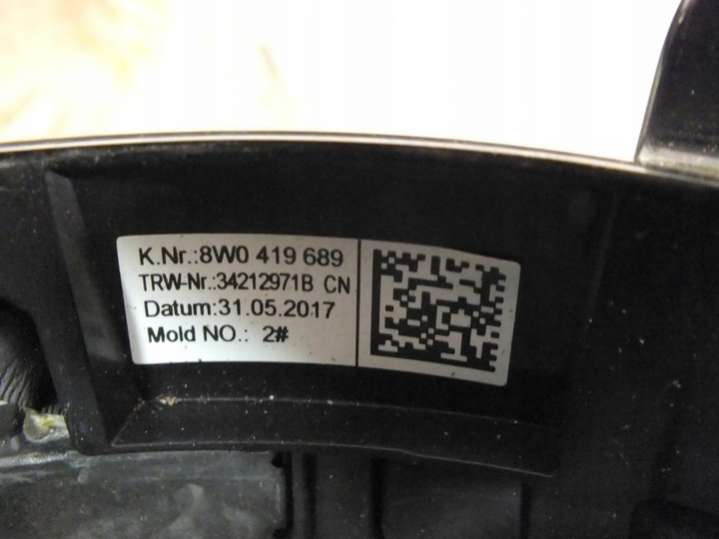 K.Nr.:8W0 419 689
TRW-Nr.:34212971B CN
Datum:31.05.2017
Mold NO.: 2#